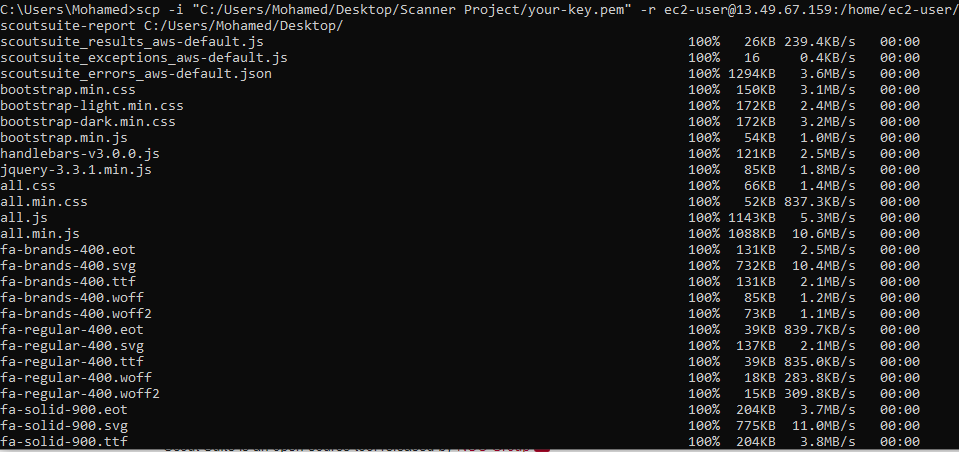 C:\Users\Mohamed>scp -i "C:/Users/Mohamed/Desktop/Scanner Project/your-key.pem" -r ec2-user@13.49.67.159:/home/ec2-user/
scoutsuite-report C:/Users/Mohamed/Desktop/
scoutsuite_results_aws-default.js 100% 26KB 239.4KB/s 00:00
scoutsuite_exceptions_aws-default.js 100% 16 0.4KB/s 00:00
scoutsuite_errors_aws-default.json 100% 1294KB 3.6MB/s 00:00
bootstrap.min.css 100% 150KB 3.1MB/s 00:00
bootstrap-light.min.css 100% 172KB 2.4MB/s 00:00
bootstrap-dark.min.css 100% 172KB 3.2MB/s 00:00
bootstrap.min.js 100% 54KB 1.0MB/s 00:00
handlebars-v3.0.0.js 100% 121KB 2.5MB/s 00:00
jquery-3.3.1.min.js 100% 85KB 1.8MB/s 00:00
all.css 100% 66KB 1.4MB/s 00:00
all.min.css 100% 52KB 837.3KB/s 00:00
all.js 100% 1143KB 5.3MB/s 00:00
all.min.js 100% 1088KB 10.6MB/s 00:00
fa-brands-400.eot 100% 131KB 2.5MB/s 00:00
fa-brands-400.svg 100% 732KB 10.4MB/s 00:00
fa-brands-400.ttf 100% 131KB 2.1MB/s 00:00
fa-brands-400.woff 100% 85KB 1.2MB/s 00:00
fa-brands-400.woff2 100% 73KB 1.1MB/s 00:00
fa-regular-400.eot 100% 39KB 839.7KB/s 00:00
fa-regular-400.svg 100% 137KB 2.1MB/s 00:00
fa-regular-400.ttf 100% 39KB 835.0KB/s 00:00
fa-regular-400.woff 100% 18KB 283.8KB/s 00:00
fa-regular-400.woff2 100% 15KB 309.8KB/s 00:00
fa-solid-900.eot 100% 204KB 3.7MB/s 00:00
fa-solid-900.svg 100% 775KB 11.0MB/s 00:00
fa-solid-900.ttf 100% 204KB 3.8MB/s 00:00